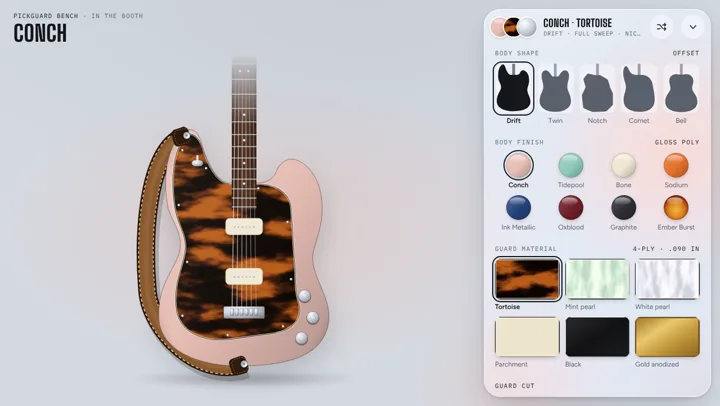 PICKGUARD BENCH - IN THE BOOTH
CONCH
CONCH · TORTOISE
DRIFT · FULL SWEEP · NIC…
BODY SHAPE OFFSET
Drift Twin Notch Comet Bell
BODY FINISH GLOSS POLY
Conch Tidepool Bone Sodium
Ink Metallic Oxblood Graphite Ember Burst
GUARD MATERIAL 4-PLY · .090 IN
Tortoise Mint pearl White pearl
Parchment Black Gold anodized
GUARD CUT